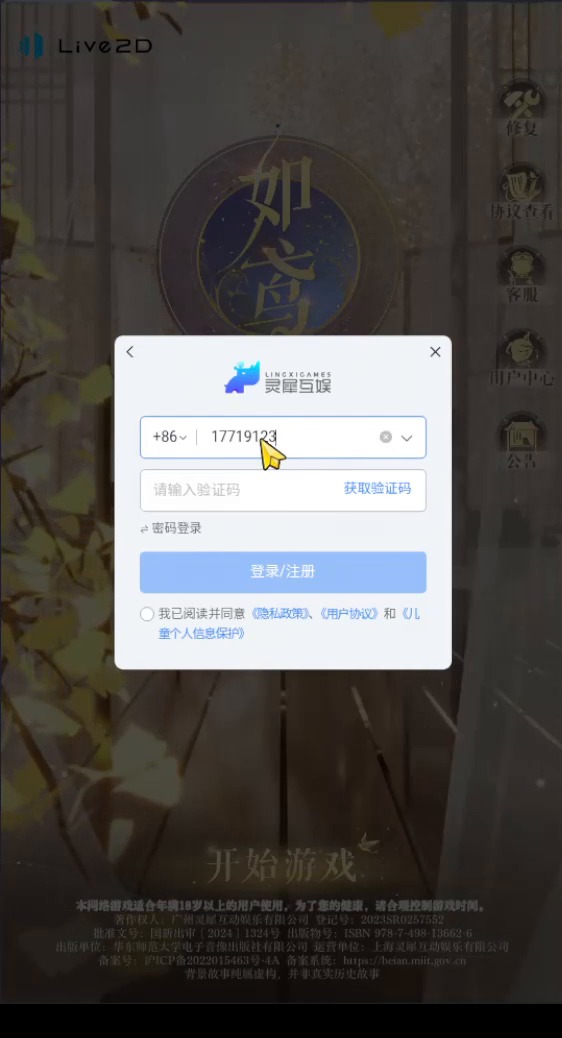 Live2D
修复
协议查看
客服
用户中心
公告
如鸢
LINGXIGAMES
灵犀互娱
+86 17719123
请输入验证码 获取验证码
⇌ 密码登录
登录/注册
我已阅读并同意《隐私政策》、《用户协议》和《儿
童个人信息保护》
开始游戏
本网络游戏适合年满18岁以上的用户使用，为了您的健康，请合理控制游戏时间。
著作权人：广州灵犀互动娱乐有限公司 登记号：2023SR0257552
批准文号：国新出审［2024］1324号 出版物号：ISBN 978-7-498-13662-6
出版单位：华东师范大学电子音像出版社有限公司 运营单位：上海灵犀互动娱乐有限公司
备案号：沪ICP备2022015463号-4A 备案系统：https://beian.miit.gov.cn
背景故事纯属虚构，并非真实历史故事